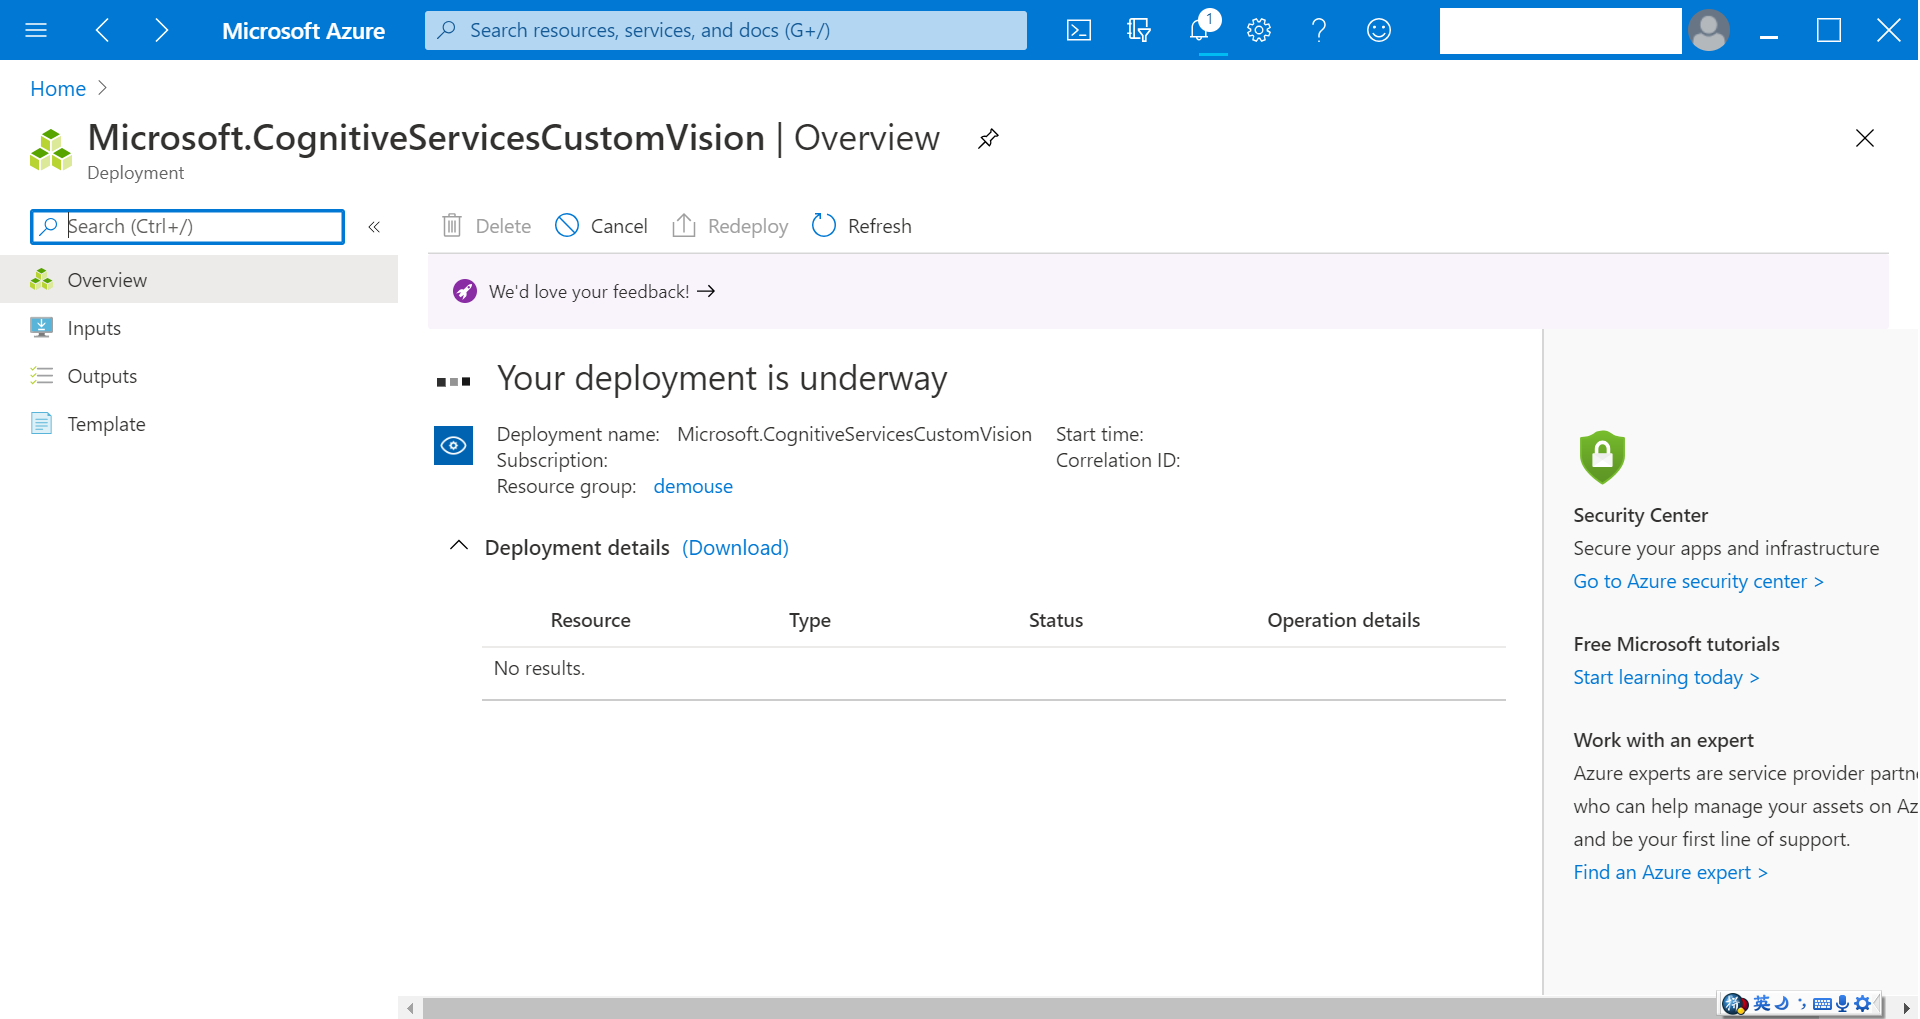 Microsoft Azure
Search resources, services, and docs (G+/)
1
Home
Microsoft.CognitiveServicesCustomVision | Overview
Deployment
Search (Ctrl+/)
Delete
Cancel
Redeploy
Refresh
Overview
Inputs
Outputs
Template
We'd love your feedback! →
Your deployment is underway
Deployment name: Microsoft.CognitiveServicesCustomVision
Subscription:
Resource group: demouse
Start time:
Correlation ID:
Deployment details (Download)
Resource Type Status Operation details
No results.
Security Center
Secure your apps and infrastructure
Go to Azure security center >
Free Microsoft tutorials
Start learning today >
Work with an expert
Azure experts are service provider partne
who can help manage your assets on Az
and be your first line of support.
Find an Azure expert >
英